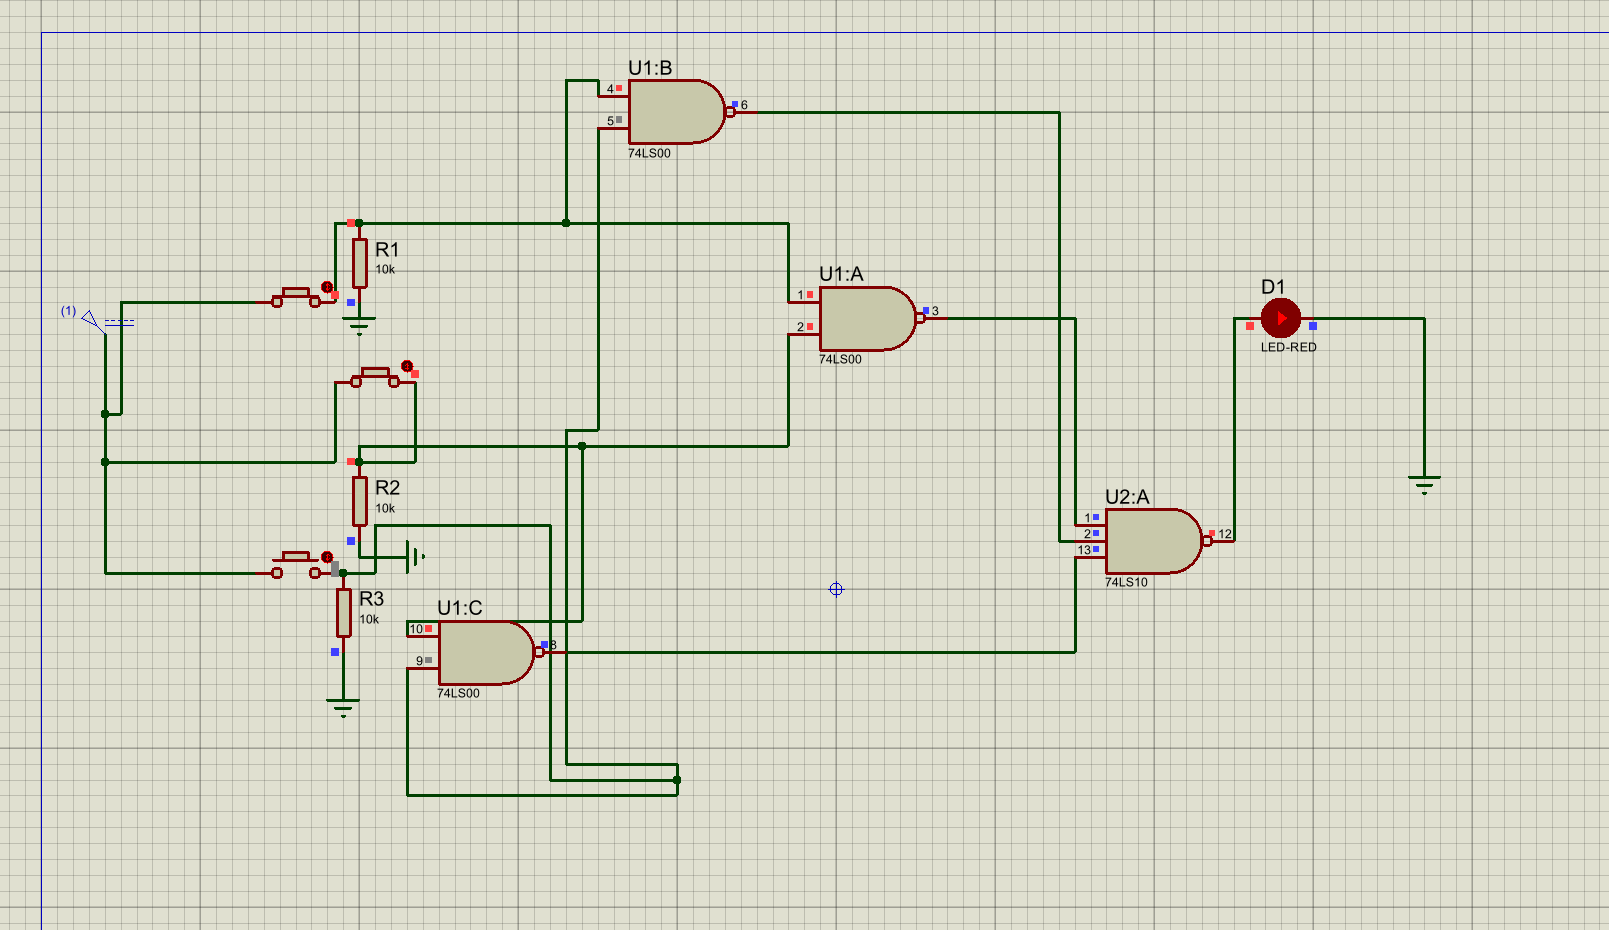 U1:B
4
5
6
74LS00
R1
10k
(1)
U1:A
1
2
3
74LS00
D1
LED-RED
R2
10k
U2:A
1
2
13
12
74LS10
R3
10k
U1:C
10
9
8
74LS00